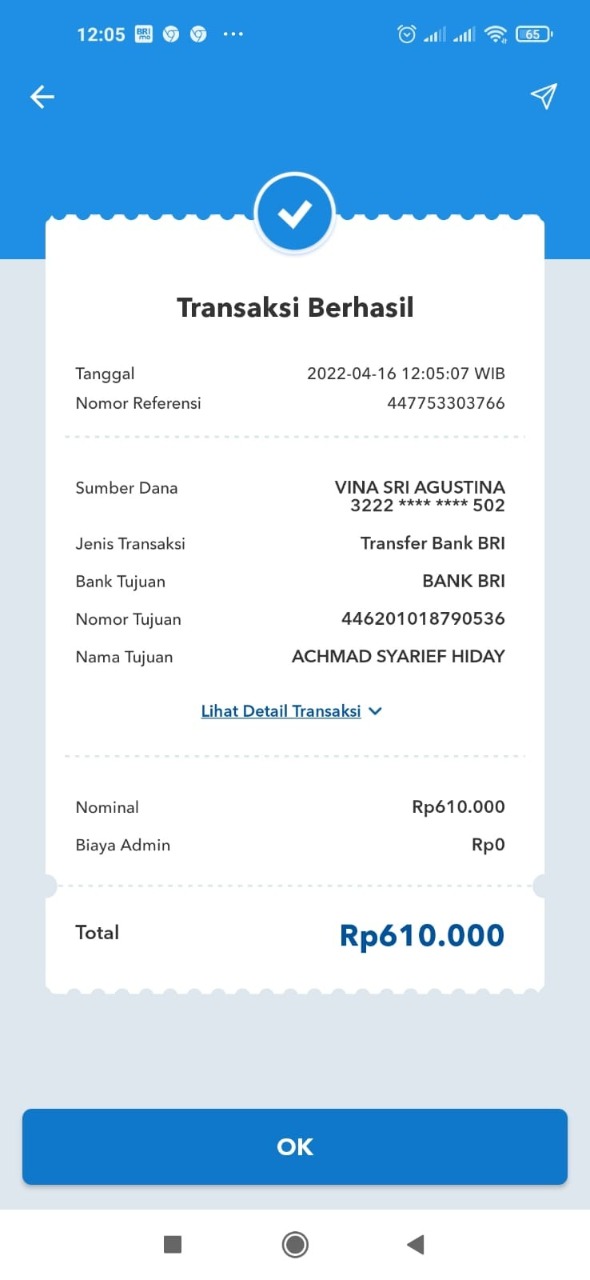 12:05 BRI mo ... 65
Transaksi Berhasil
Tanggal 2022-04-16 12:05:07 WIB
Nomor Referensi 447753303766
Sumber Dana VINA SRI AGUSTINA
3222 **** **** 502
Jenis Transaksi Transfer Bank BRI
Bank Tujuan BANK BRI
Nomor Tujuan 446201018790536
Nama Tujuan ACHMAD SYARIEF HIDAY
Lihat Detail Transaksi
Nominal Rp610.000
Biaya Admin Rp0
Total Rp610.000
OK